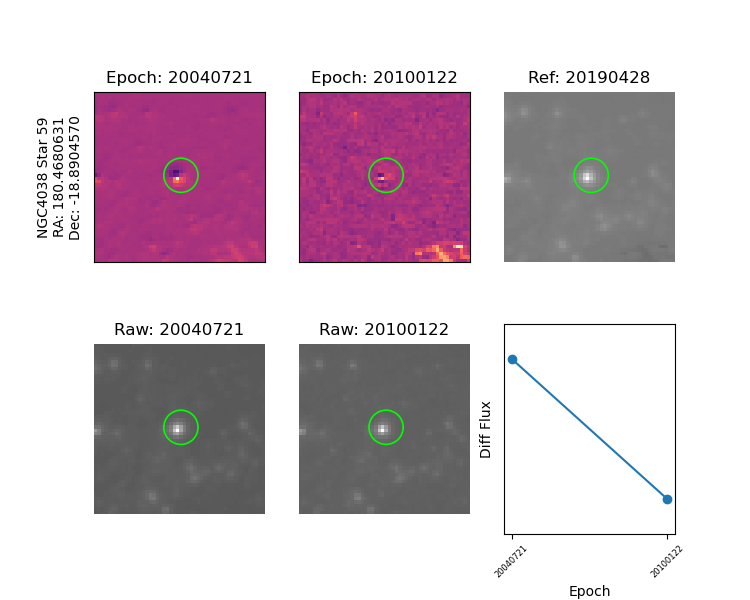 Epoch: 20040721
Epoch: 20100122
Ref: 20190428
NGC4038 Star 59
RA: 180.4680631
Dec: -18.8904570
Raw: 20040721
Raw: 20100122
Diff Flux
20040721
20100122
Epoch